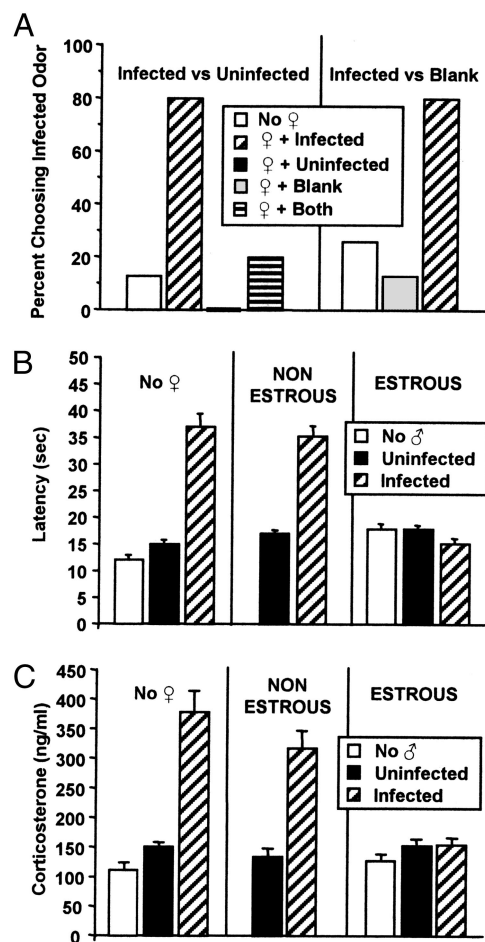 A
Percent Choosing Infected Odor
100
80
60
40
20
0
Infected vs Uninfected
Infected vs Blank
No ♀
♀ + Infected
♀ + Uninfected
♀ + Blank
♀ + Both
B
Latency (sec)
50
45
40
35
30
25
20
15
10
5
0
No ♀
NON
ESTROUS
ESTROUS
No ♂
Uninfected
Infected
C
Corticosterone (ng/ml)
450
400
350
300
250
200
150
100
50
0
No ♀
NON
ESTROUS
ESTROUS
No ♂
Uninfected
Infected